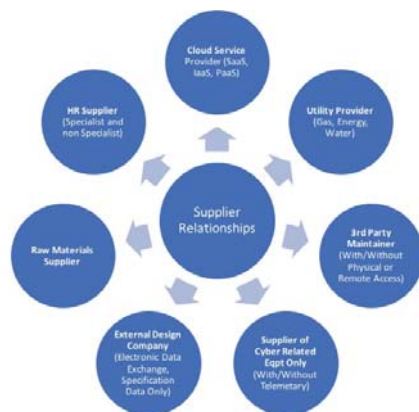 Cloud Service
Provider (SaaS,
IaaS, PaaS)
Utility Provider
(Gas, Energy,
Water)
3rd Party
Maintainer
(With/Without
Physical or
Remote Access)
Supplier of
Cyber Related
Eqpt Only
(With/Without
Telemetary)
External Design
Company
(Electronic Data
Exchange,
Specification
Data Only)
Raw Materials
Supplier
HR Supplier
(Specialist and
non Specialist)
Supplier
Relationships